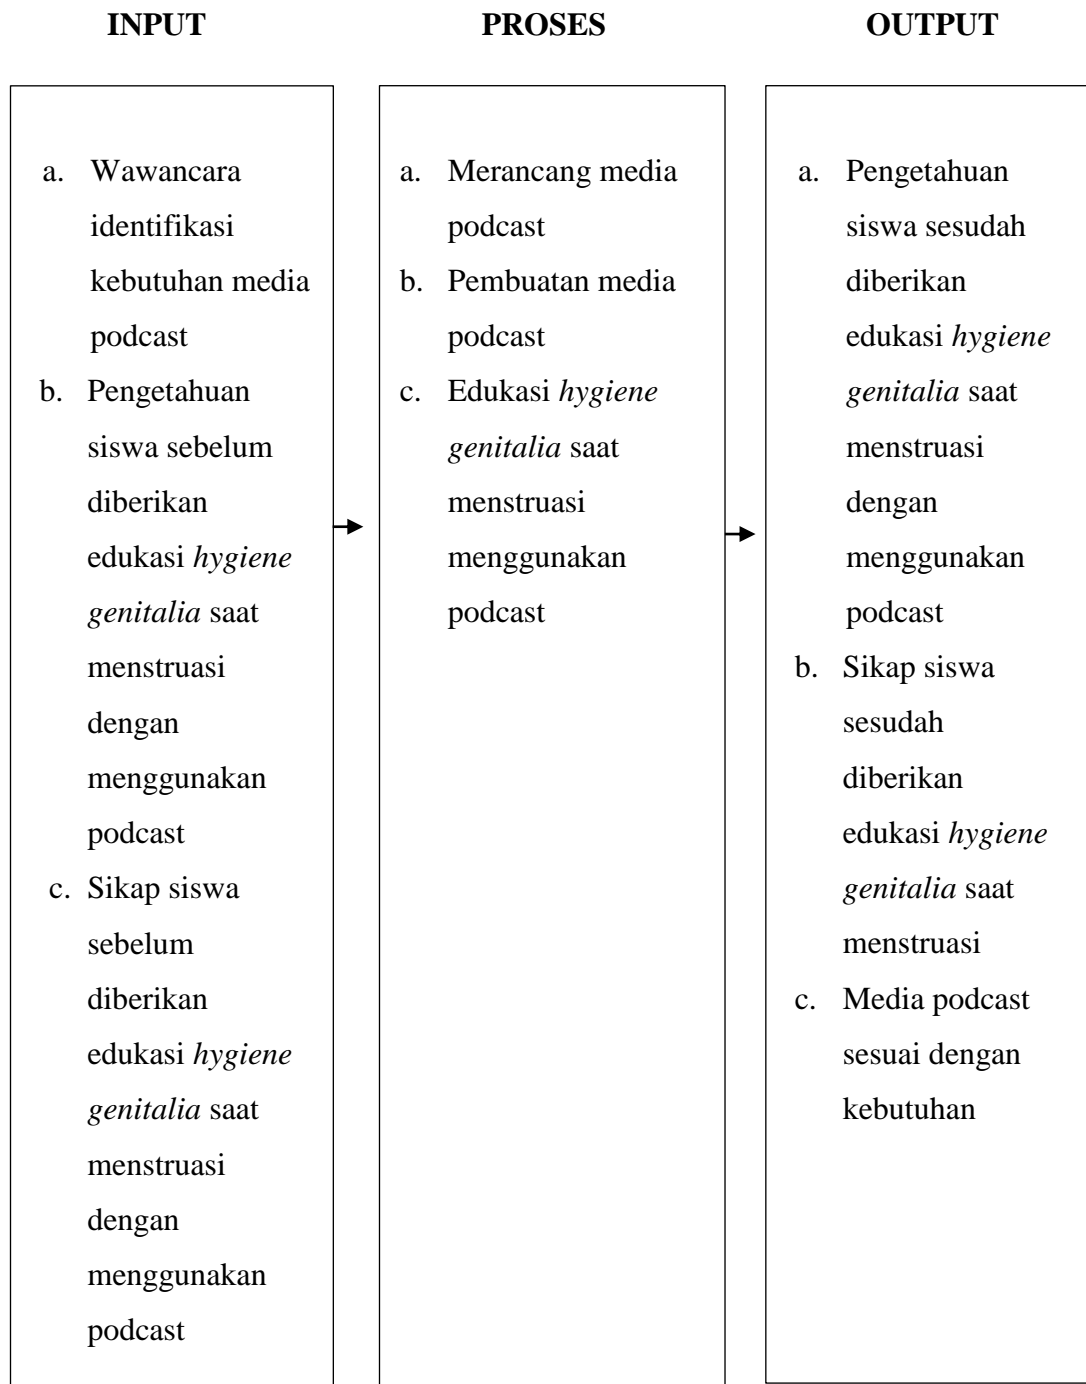 INPUT
PROSES
OUTPUT
a. Wawancara
identifikasi
kebutuhan media
podcast
b. Pengetahuan
siswa sebelum
diberikan
edukasi hygiene
genitalia saat
menstruasi
dengan
menggunakan
podcast
c. Sikap siswa
sebelum
diberikan
edukasi hygiene
genitalia saat
menstruasi
dengan
menggunakan
podcast
a. Merancang media
podcast
b. Pembuatan media
podcast
c. Edukasi hygiene
genitalia saat
menstruasi
menggunakan
podcast
a. Pengetahuan
siswa sesudah
diberikan
edukasi hygiene
genitalia saat
menstruasi
dengan
menggunakan
podcast
b. Sikap siswa
sesudah
diberikan
edukasi hygiene
genitalia saat
menstruasi
c. Media podcast
sesuai dengan
kebutuhan